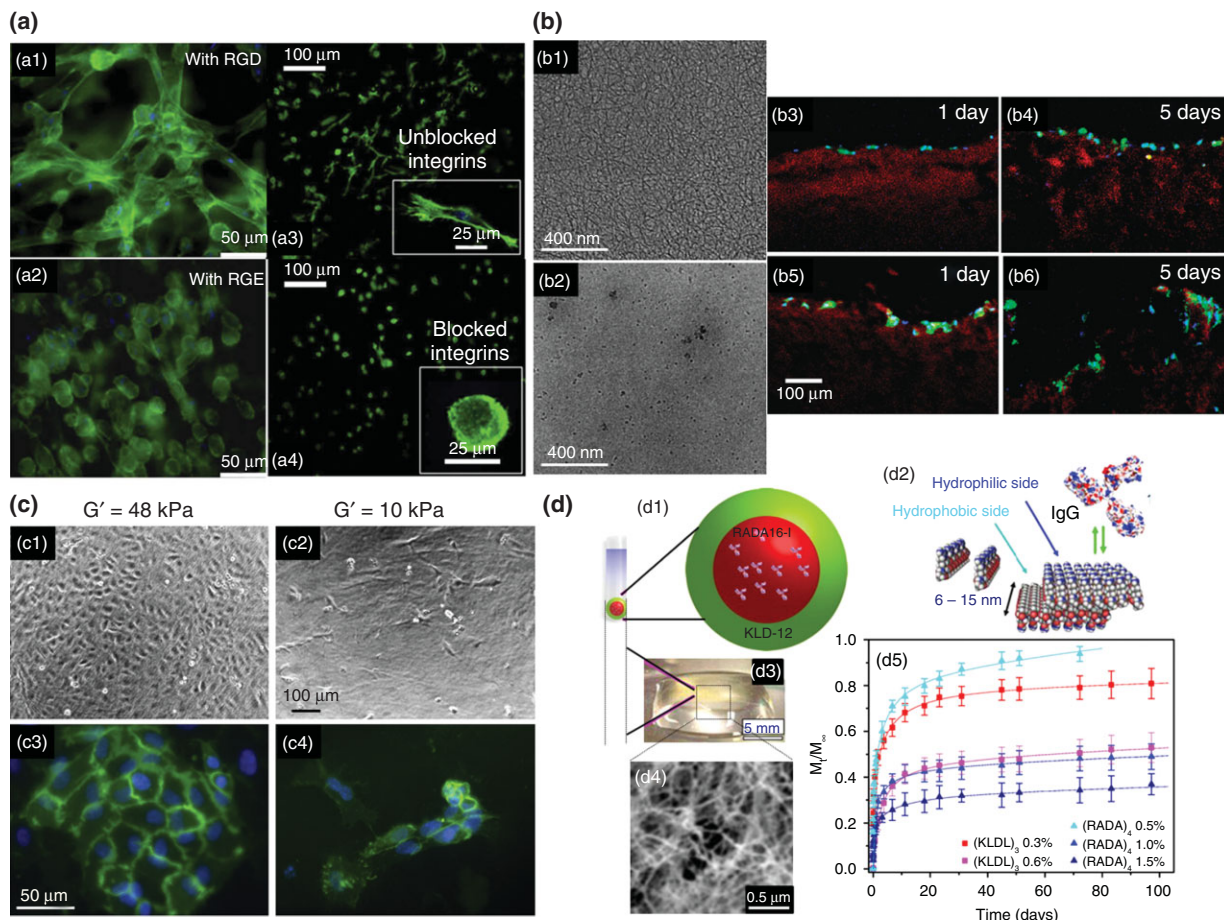 (a)
(a1)
With RGD
50 μm
100 μm
Unblocked
integrins
25 μm
(a3)
(a2)
With RGE
50 μm
100 μm
Blocked
integrins
25 μm
(a4)
(b)
(b1)
400 nm
(b2)
400 nm
(b3)
1 day
(b4)
5 days
(b5)
1 day
100 μm
(b6)
5 days
(c)
G′ = 48 kPa
G′ = 10 kPa
(c1)
(c2)
100 μm
(c3)
50 μm
(c4)
(d)
(d1)
RADA16-I
KLD-12
(d2)
Hydrophilic side
Hydrophobic side
IgG
6 – 15 nm
(d3)
5 mm
(d4)
0.5 μm
(d5)
Mt/M∞
1.0
0.8
0.6
0.4
0.2
0.0
0 20 40 60 80 100
Time (days)
(KLDL)3 0.3%
(KLDL)3 0.6%
(RADA)4 0.5%
(RADA)4 1.0%
(RADA)4 1.5%